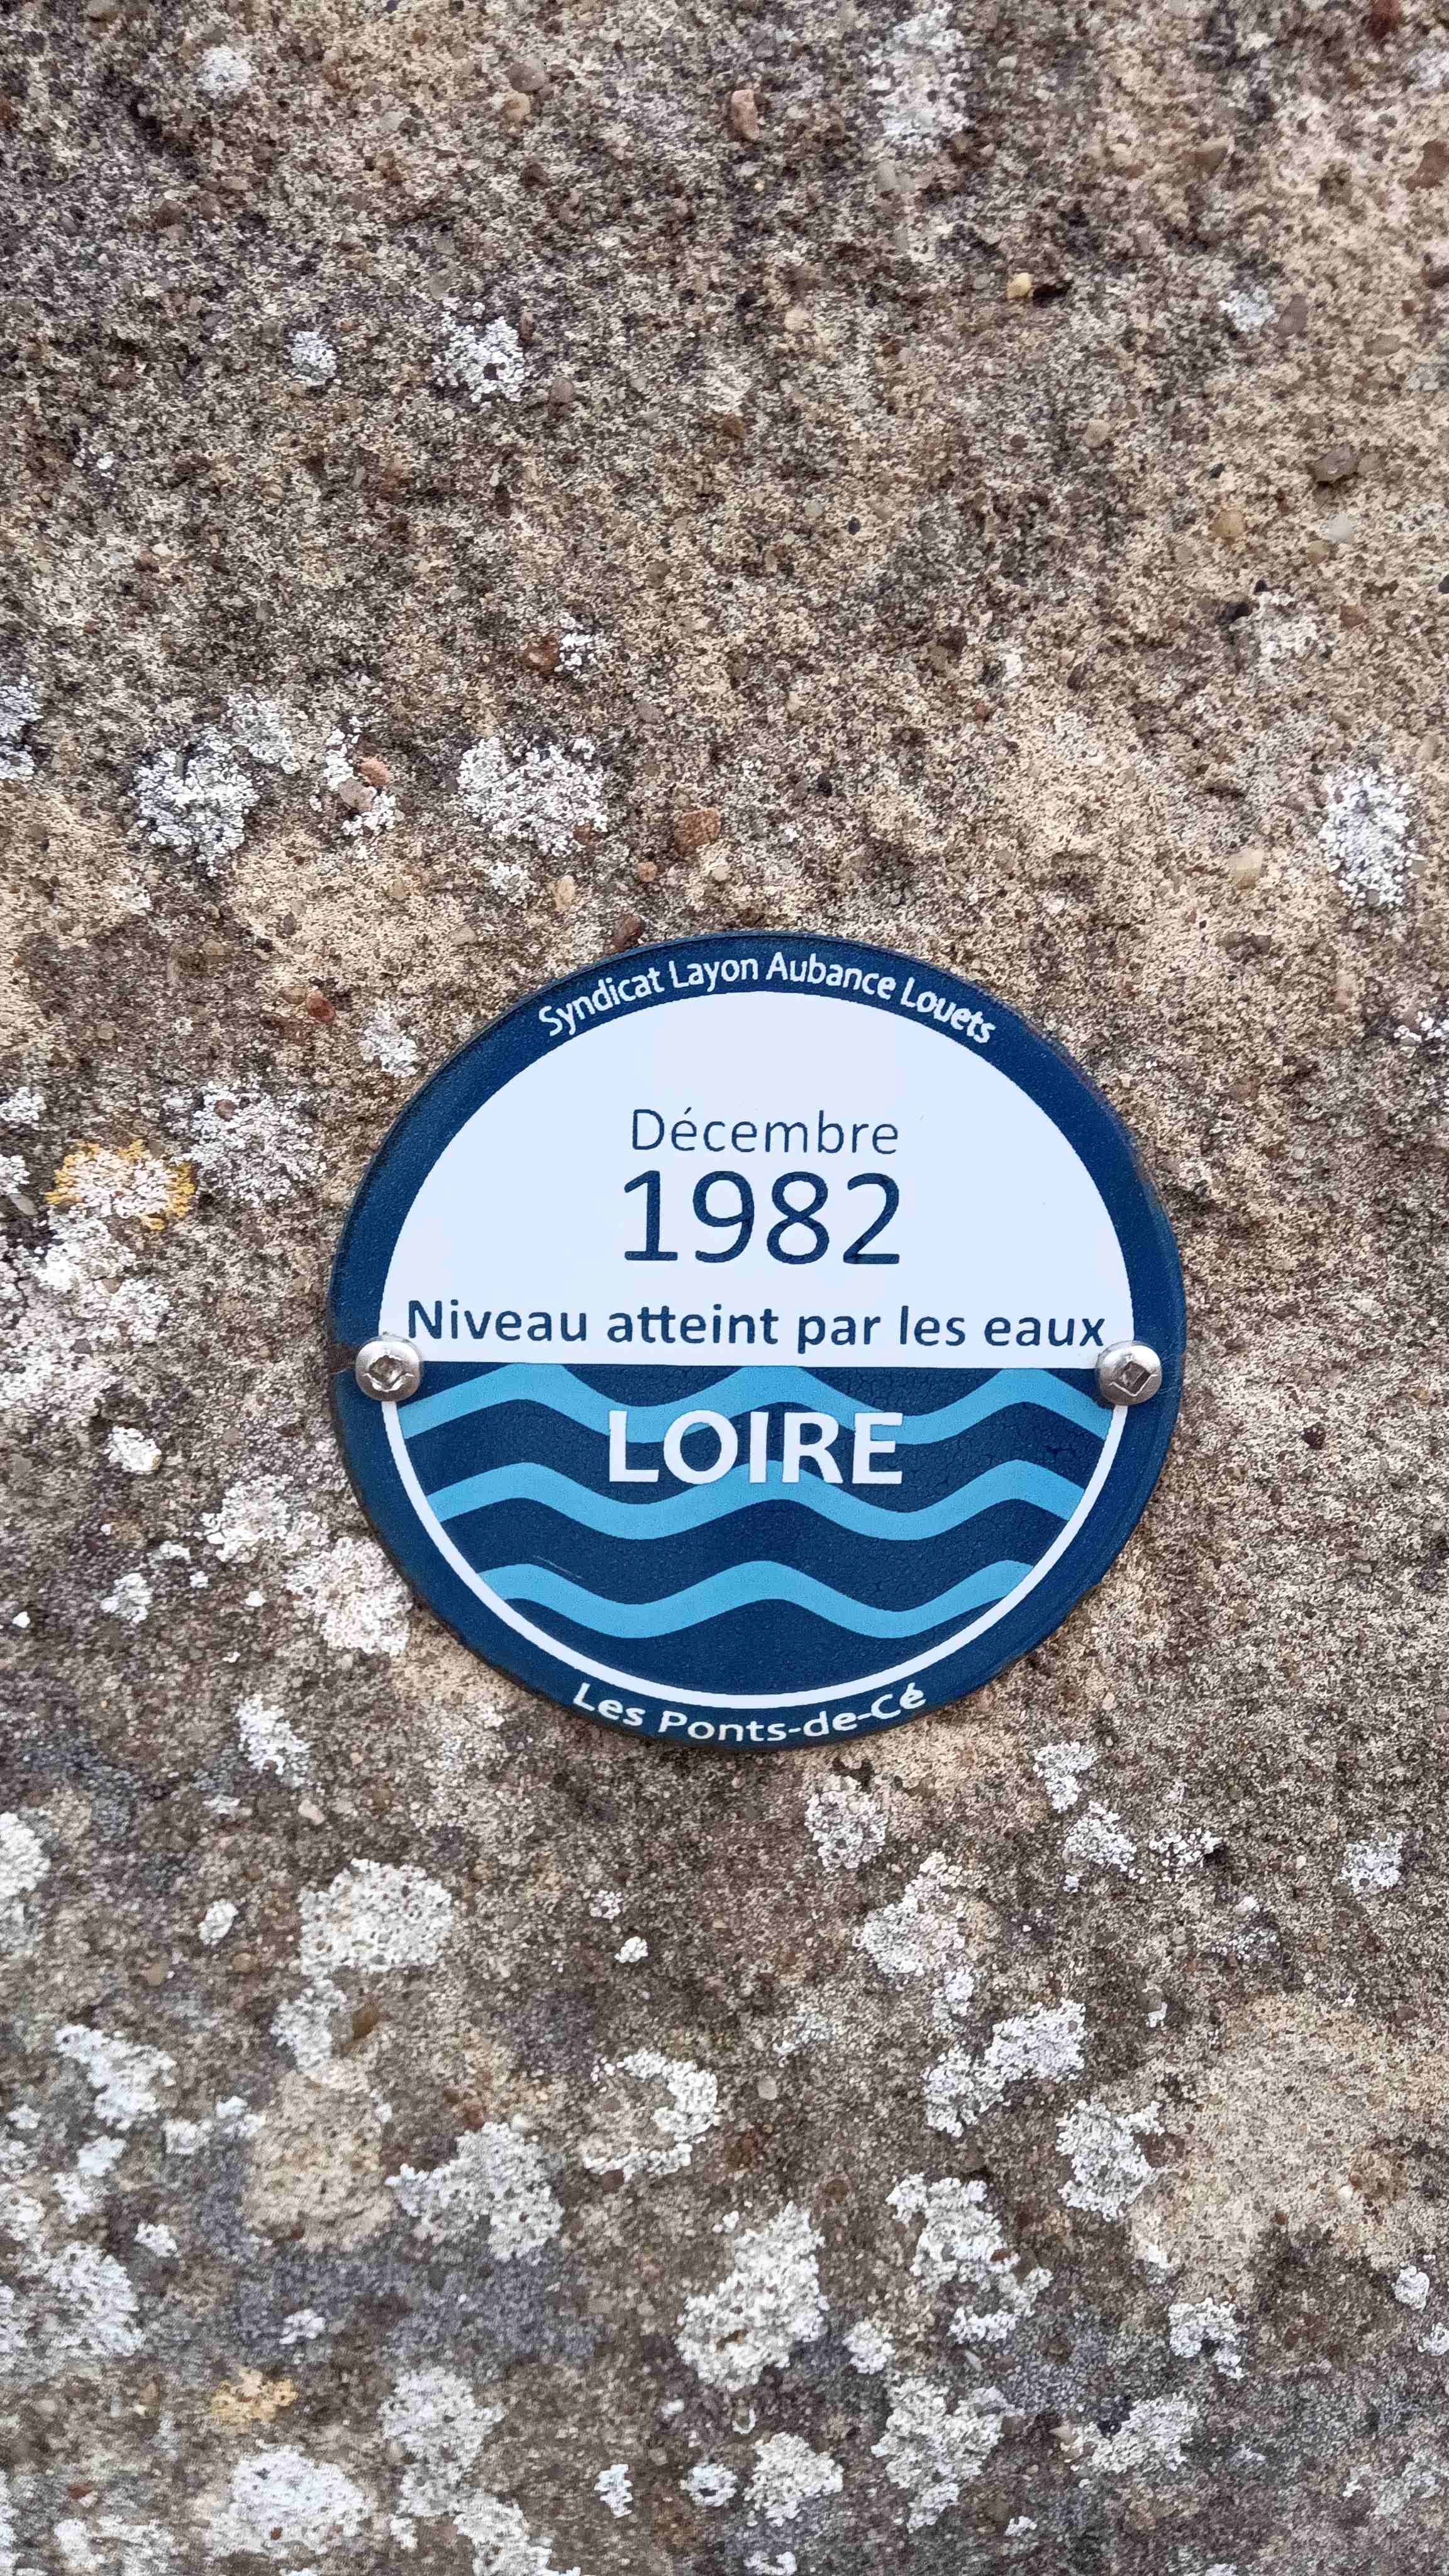 Syndicat Layon Aubance Louets
Décembre
1982
Niveau atteint par les eaux
LOIRE
Les Ponts-de-Cé